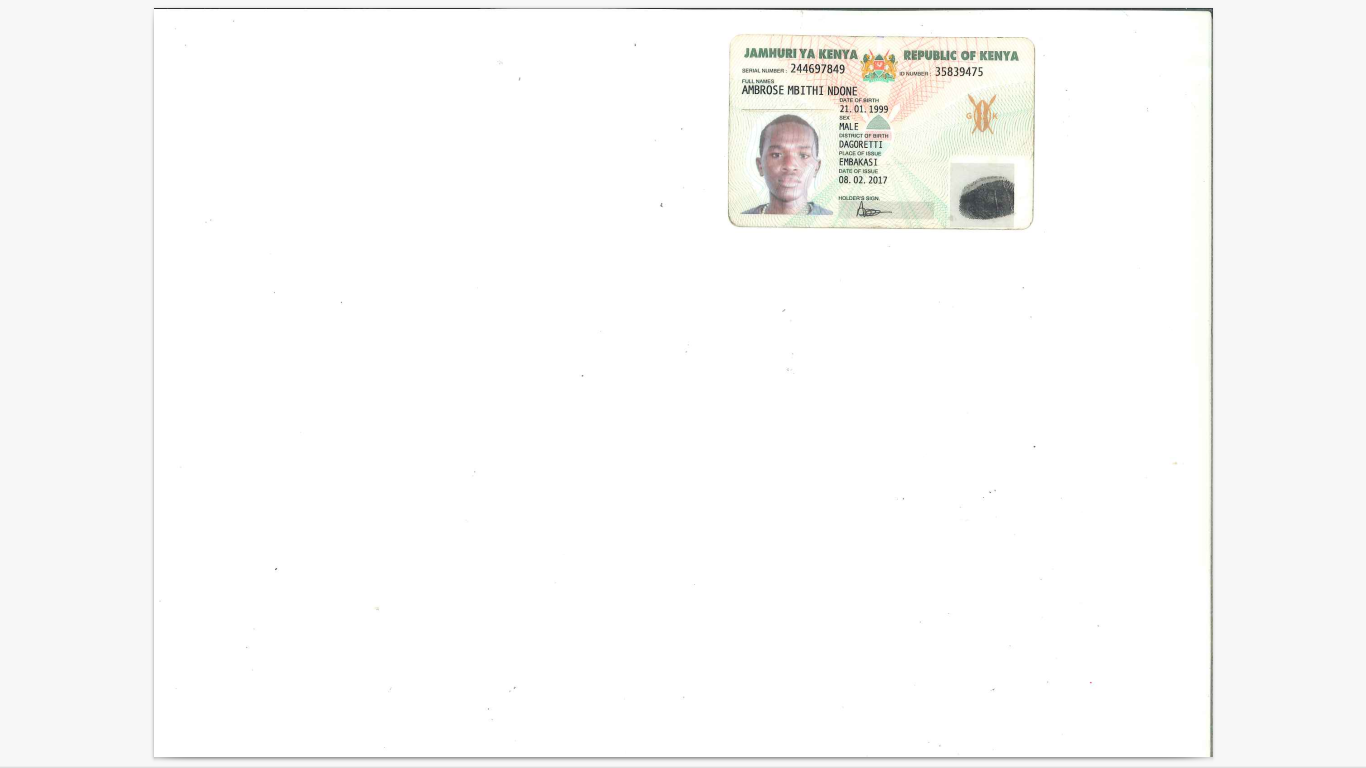 JAMHURI YA KENYA REPUBLIC OF KENYA
SERIAL NUMBER: 244697849 ID NUMBER: 35839475
FULL NAMES
AMBROSE MBITHI NDONE
DATE OF BIRTH
21. 01. 1999
SEX
MALE
DISTRICT OF BIRTH
DAGORETTI
PLACE OF ISSUE
EMBAKASI
DATE OF ISSUE
08. 02. 2017
HOLDER'S SIGN.
G K